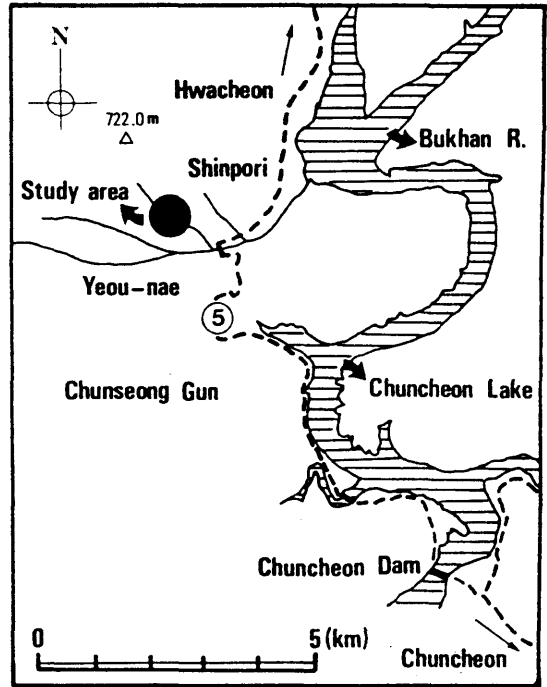 N
Hwacheon
722.0 m
Bukhan R.
Shinpori
Study area
Yeou-nae
5
Chunseong Gun
Chuncheon Lake
Chuncheon Dam
0 5 (km)
Chuncheon